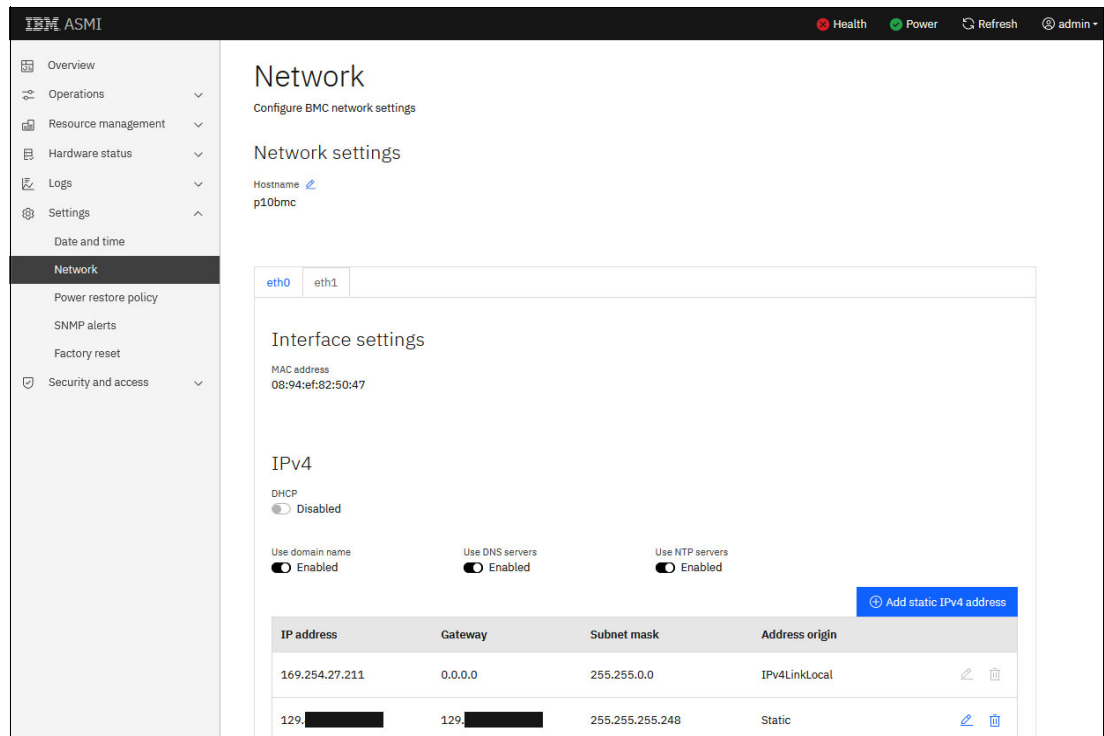 IBM ASMI
Health Power Refresh admin
Overview
Operations
Resource management
Hardware status
Logs
Settings
Date and time
Network
Power restore policy
SNMP alerts
Factory reset
Security and access
Network
Configure BMC network settings
Network settings
Hostname
p10bmc
eth0 eth1
Interface settings
MAC address
08:94:ef:82:50:47
IPv4
DHCP
Disabled
Use domain name Use DNS servers Use NTP servers
Enabled Enabled Enabled
Add static IPv4 address
IP address Gateway Subnet mask Address origin
169.254.27.211 0.0.0.0 255.255.0.0 IPv4LinkLocal
129. 129. 255.255.255.248 Static